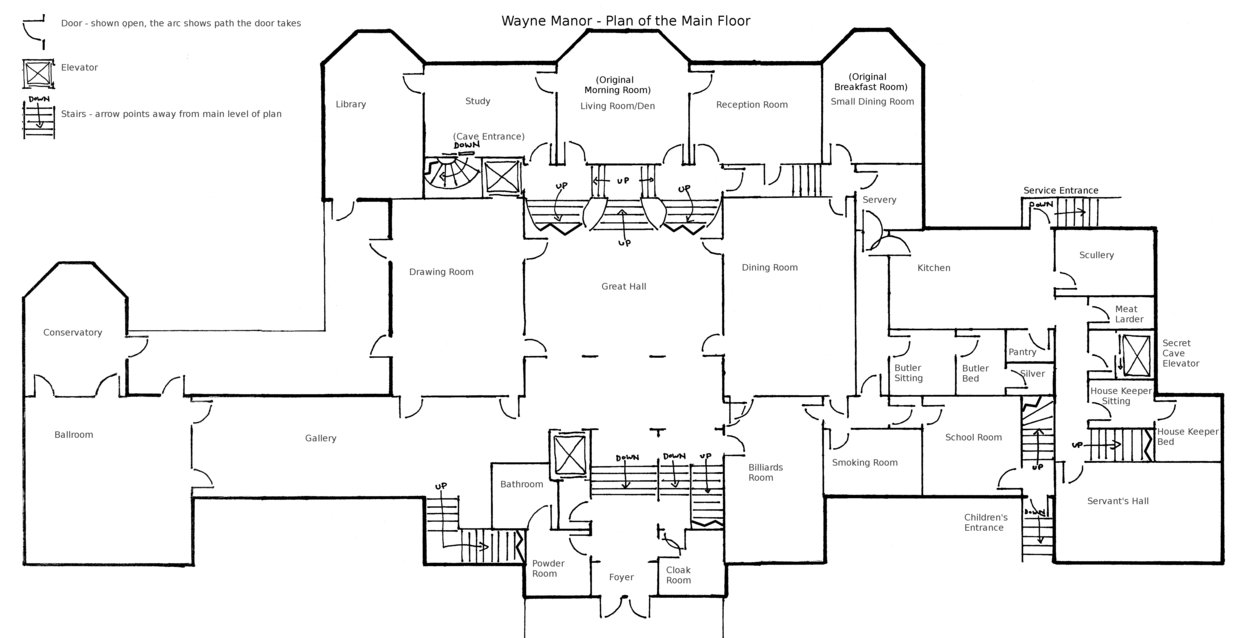 Wayne Manor - Plan of the Main Floor
Door - shown open, the arc shows path the door takes
Elevator
DOWN
Stairs - arrow points away from main level of plan
Library
Study
(Cave Entrance)
DOWN
(Original
Morning Room)
Living Room/Den
Reception Room
(Original
Breakfast Room)
Small Dining Room
UP
UP
UP
UP
Servery
Service Entrance
DOWN
Drawing Room
Great Hall
Dining Room
Kitchen
Scullery
Meat
Larder
Conservatory
Butler
Sitting
Butler
Bed
Pantry
Silver
Secret
Cave
Elevator
House Keeper
Sitting
House Keeper
Bed
UP
Ballroom
Gallery
UP
Bathroom
DOWN
DOWN
UP
Billiards
Room
Smoking Room
School Room
UP
Children's
Entrance
DOWN
Servant's Hall
Powder
Room
Foyer
Cloak
Room